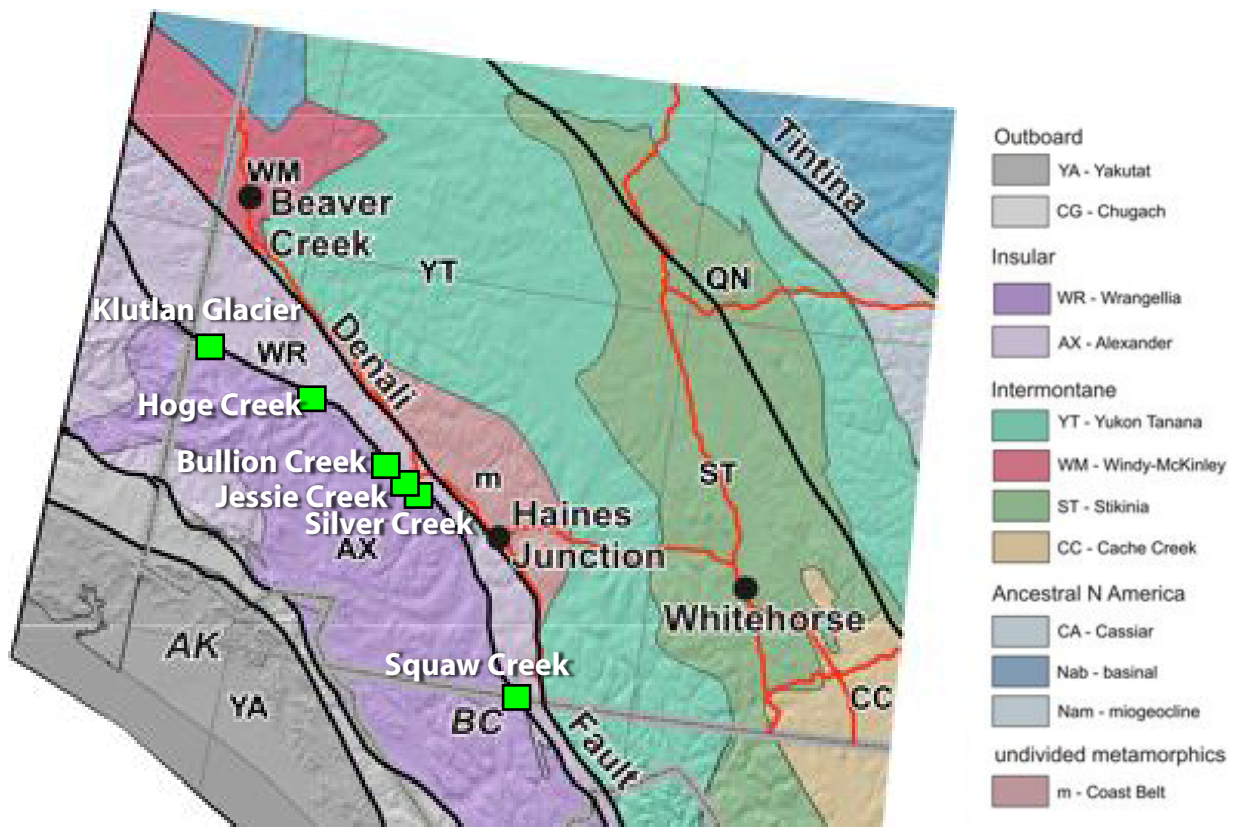 WM
Beaver
Creek
YT
Tintina
QN
Klutlan Glacier
WR
Denali
Hoge Creek
Bullion Creek
Jessie Creek
Silver Creek
AX
m
ST
Haines
Junction
Whitehorse
AK
YA
Squaw Creek
BC
Fault
CC
Outboard
YA - Yakutat
CG - Chugach
Insular
WR - Wrangellia
AX - Alexander
Intermontane
YT - Yukon Tanana
WM - Windy-McKinley
ST - Stikinia
CC - Cache Creek
Ancestral N America
CA - Cassiar
Nab - basinal
Nam - miogeocline
undivided metamorphics
m - Coast Belt